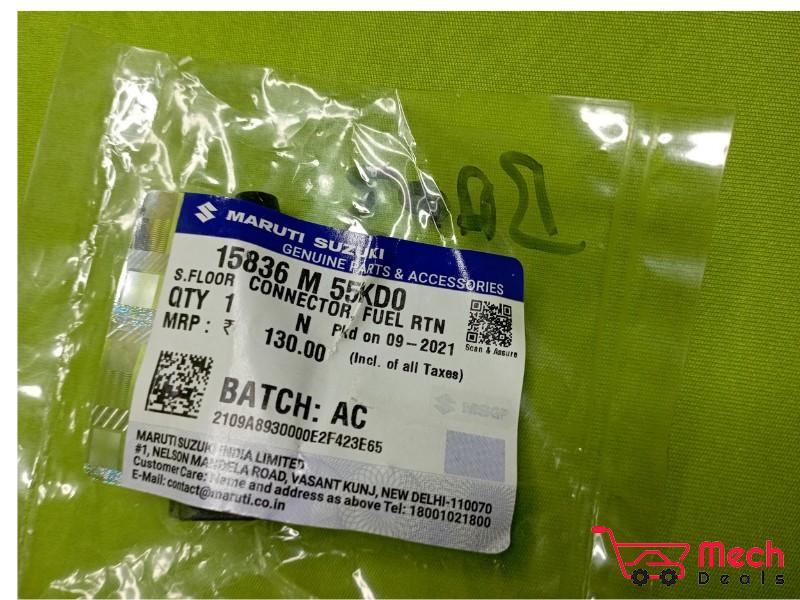 MARUTI SUZUKI
GENUINE PARTS & ACCESSORIES
15836 M 55KD0
S.FLOOR CONNECTOR, FUEL RTN
QTY 1 N Pkd on 09-2021
MRP : ₹ 130.00 (Incl. of all Taxes)
Scan & Assure
BATCH: AC
2109A8930000E2F423E65
MARUTI SUZUKI INDIA LIMITED
#1, NELSON MANDELA ROAD, VASANT KUNJ, NEW DELHI-110070
Customer Care: Name and address as above Tel: 18001021800
E-Mail: contact@maruti.co.in
Mech
Deals